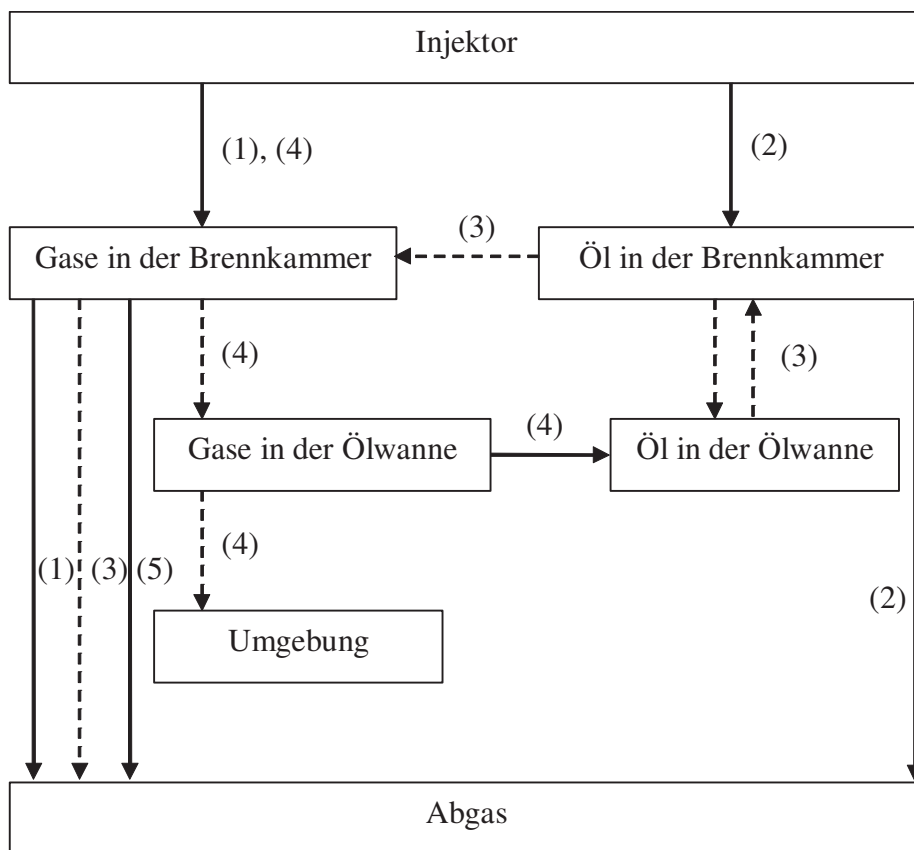 Injektor
(1), (4)
(2)
Gase in der Brennkammer
(3)
Öl in der Brennkammer
(4)
(3)
Gase in der Ölwanne
(4)
Öl in der Ölwanne
(4)
(1)
(3)
(5)
(2)
Umgebung
Abgas